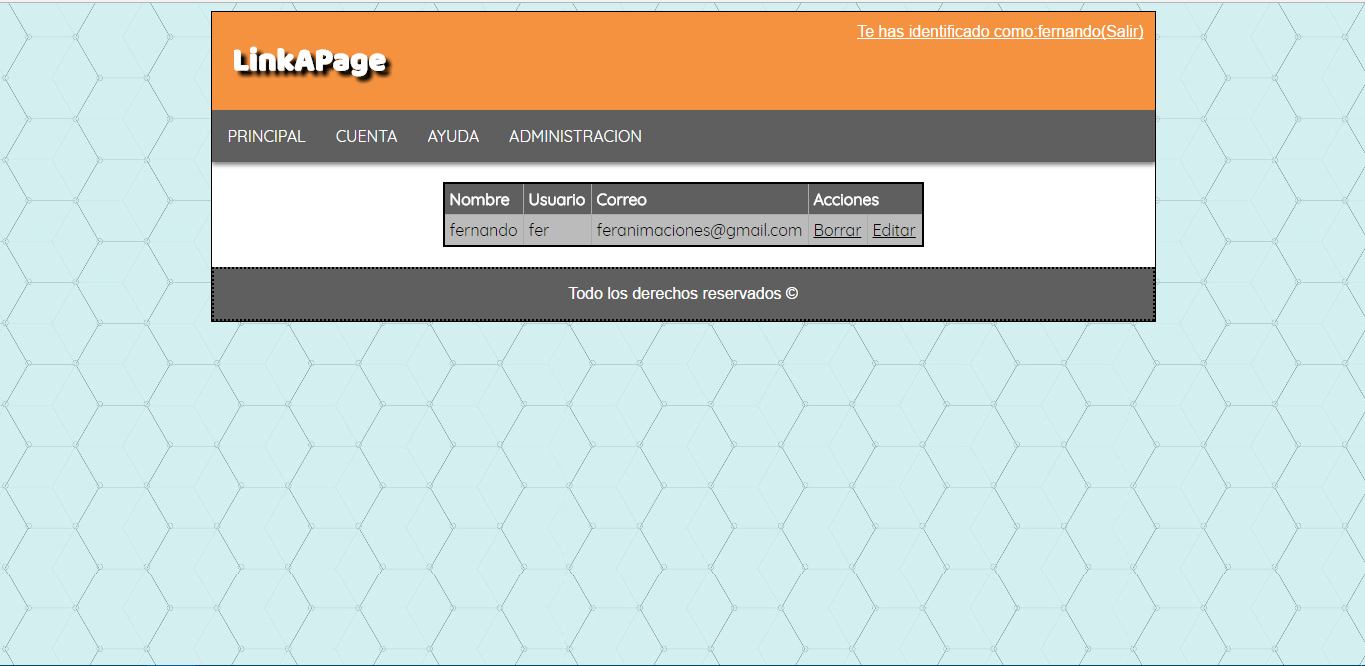 Te has identificado como:fernando(Salir)
LinkAPage
PRINCIPAL CUENTA AYUDA ADMINISTRACION
Nombre Usuario Correo Acciones
fernando fer feranimaciones@gmail.com Borrar Editar
Todo los derechos reservados ©